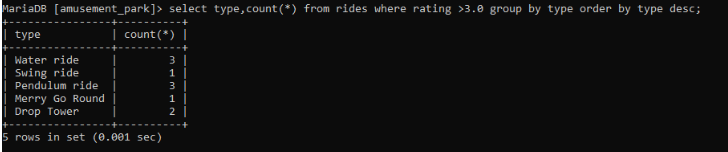 MariaDB [amusement_park]> select type,count(*) from rides where rating >3.0 group by type order by type desc;
+----------------+----------+
| type           | count(*) |
+----------------+----------+
| Water ride     |        3 |
| Swing ride     |        1 |
| Pendulum ride  |        3 |
| Merry Go Round |        1 |
| Drop Tower     |        2 |
+----------------+----------+
5 rows in set (0.001 sec)